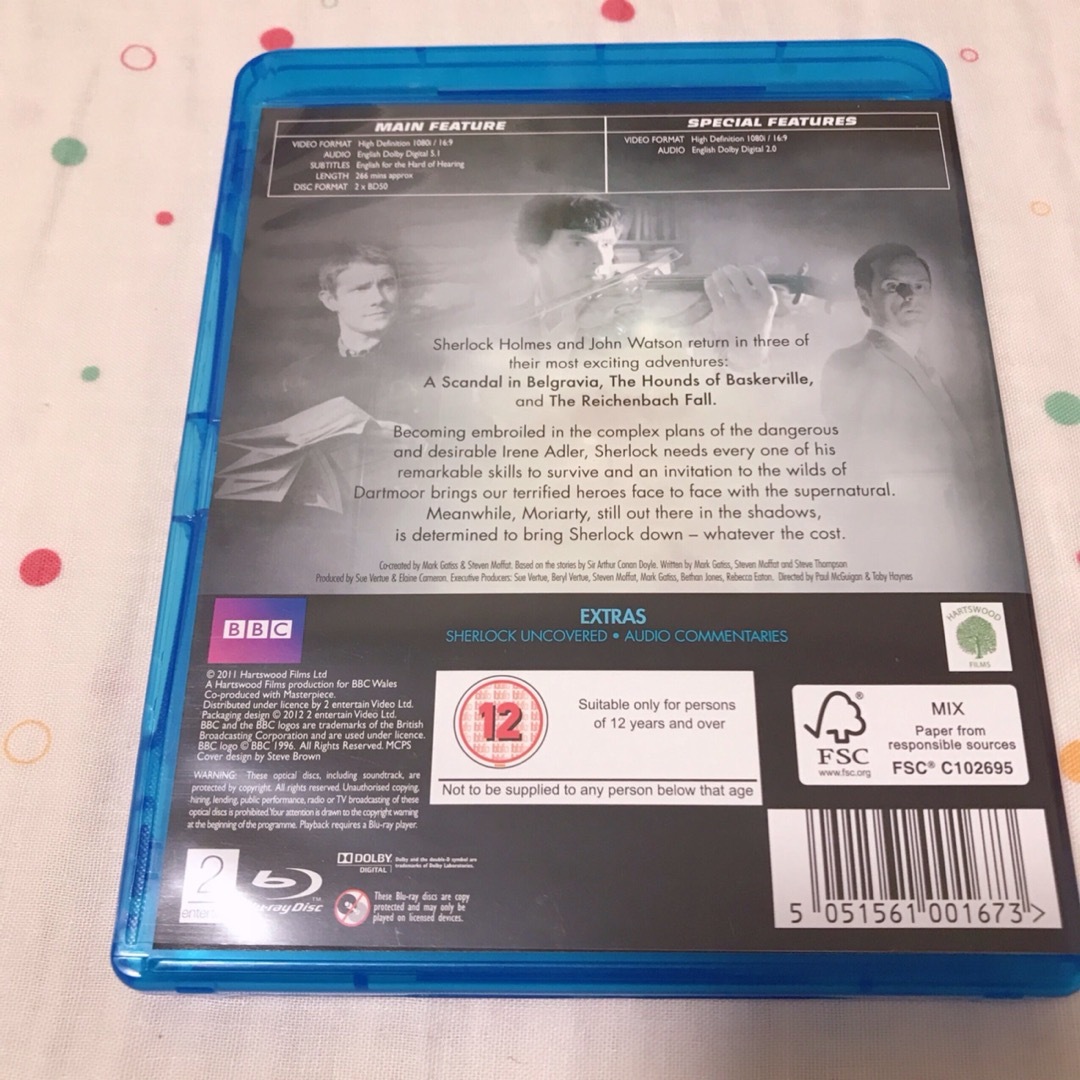 MAIN FEATURE
VIDEO FORMAT High Definition 1080i / 16:9
AUDIO English Dolby Digital 5.1
SUBTITLES English for the Hard of Hearing
LENGTH 266 mins approx
DISC FORMAT 2 x BD50
SPECIAL FEATURES
VIDEO FORMAT High Definition 1080i / 16:9
AUDIO English Dolby Digital 2.0
Sherlock Holmes and John Watson return in three of
their most exciting adventures:
A Scandal in Belgravia, The Hounds of Baskerville,
and The Reichenbach Fall.
Becoming embroiled in the complex plans of the dangerous
and desirable Irene Adler, Sherlock needs every one of his
remarkable skills to survive and an invitation to the wilds of
Dartmoor brings our terrified heroes face to face with the supernatural.
Meanwhile, Moriarty, still out there in the shadows,
is determined to bring Sherlock down – whatever the cost.
Co-created by Mark Gatiss & Steven Moffat. Based on the stories by Sir Arthur Conan Doyle. Written by Mark Gatiss, Steven Moffat and Steve Thompson
Produced by Sue Vertue & Elaine Cameron. Executive Producers: Sue Vertue, Beryl Vertue, Steven Moffat, Mark Gatiss, Bethan Jones, Rebecca Eaton. Directed by Paul McGuigan & Toby Haynes
BBC
EXTRAS
SHERLOCK UNCOVERED • AUDIO COMMENTARIES
HARTSWOOD
FILMS
© 2011 Hartswood Films Ltd
A Hartswood Films production for BBC Wales
Co-produced with Masterpiece.
Distributed under licence by 2 entertain Video Ltd.
Packaging design © 2012 2 entertain Video Ltd.
BBC and the BBC logos are trademarks of the British
Broadcasting Corporation and are used under licence.
BBC logo © BBC 1996. All Rights Reserved. MCPS
Cover design by Steve Brown
WARNING: These optical discs, including soundtrack, are
protected by copyright. All rights reserved. Unauthorised copying,
hiring, lending, public performance, radio or TV broadcasting of these
optical discs is prohibited. Your attention is drawn to the copyright warning
at the beginning of the programme. Playback requires a Blu-ray player.
12
Suitable only for persons
of 12 years and over
Not to be supplied to any person below that age
FSC
www.fsc.org
MIX
Paper from
responsible sources
FSC® C102695
2
Blu-ray Disc™
DOLBY
DIGITAL
Dolby and the double-D symbol are
trademarks of Dolby Laboratories.
These Blu-ray discs are copy
protected and may only be
played on licensed devices.
5 051561 001673 >